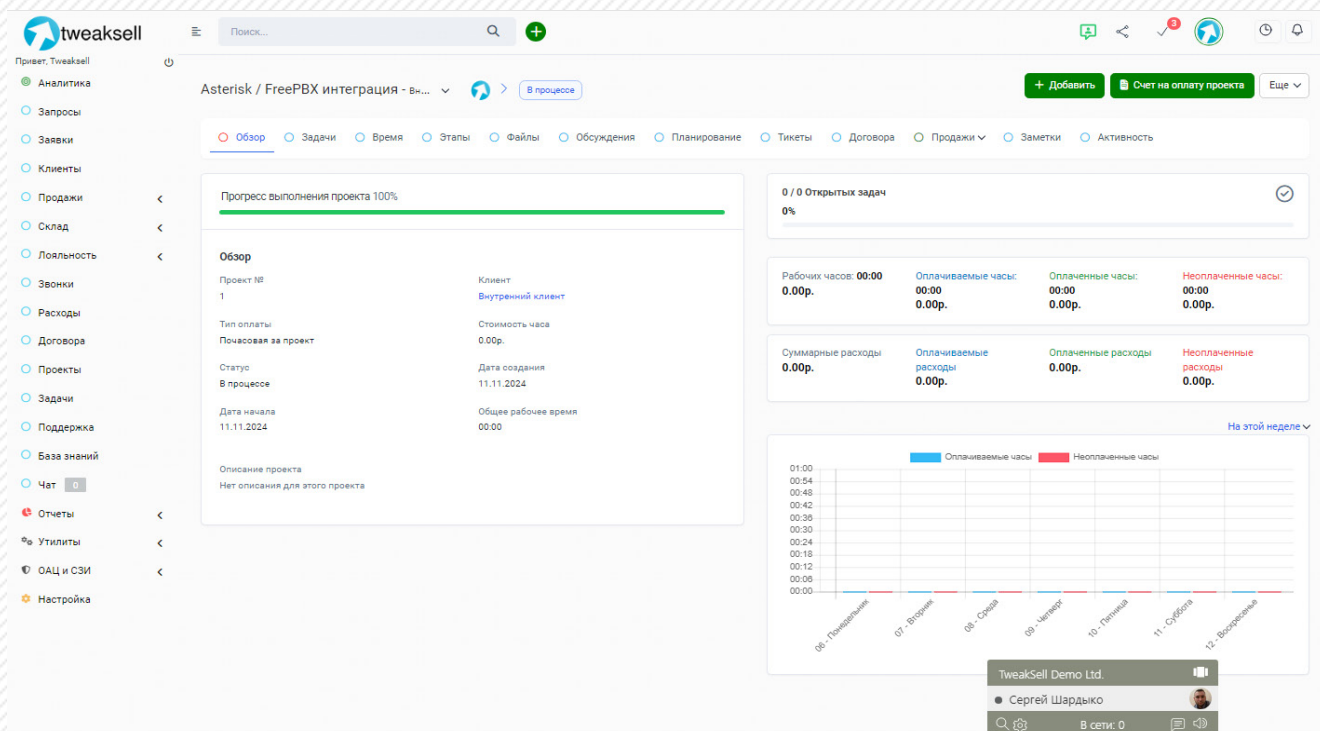 tweaksell
Поиск...
3
Привет, Tweaksell
Аналитика
Запросы
Заявки
Клиенты
Продажи
Склад
Лояльность
Звонки
Расходы
Договора
Проекты
Задачи
Поддержка
База знаний
Чат 0
Отчеты
Утилиты
ОАЦ и СЗИ
Настройка
Asterisk / FreePBX интеграция - вн...
В процессе
+ Добавить
Счет на оплату проекта
Еще
Обзор
Задачи
Время
Этапы
Файлы
Обсуждения
Планирование
Тикеты
Договора
Продажи
Заметки
Активность
Прогресс выполнения проекта 100%
Обзор
Проект №
1
Клиент
Внутренний клиент
Тип оплаты
Почасовая за проект
Стоимость часа
0.00р.
Статус
В процессе
Дата создания
11.11.2024
Дата начала
11.11.2024
Общее рабочее время
00:00
Описание проекта
Нет описания для этого проекта
0 / 0 Открытых задач
0%
Рабочих часов: 00:00
0.00р.
Оплачиваемые часы:
00:00
0.00р.
Оплаченные часы:
00:00
0.00р.
Неоплаченные часы:
00:00
0.00р.
Суммарные расходы
0.00р.
Оплачиваемые
расходы
0.00р.
Оплаченные расходы
0.00р.
Неоплаченные
расходы
0.00р.
На этой неделе
Оплачиваемые часы
Неоплаченные часы
01:00
00:54
00:48
00:42
00:36
00:30
00:24
00:18
00:12
00:06
00:00
06 - Понедельник
07 - Вторник
08 - Среда
09 - Четверг
10 - Пятница
11 - Суббота
12 - Воскресенье
TweakSell Demo Ltd.
Сергей Шардыко
В сети: 0